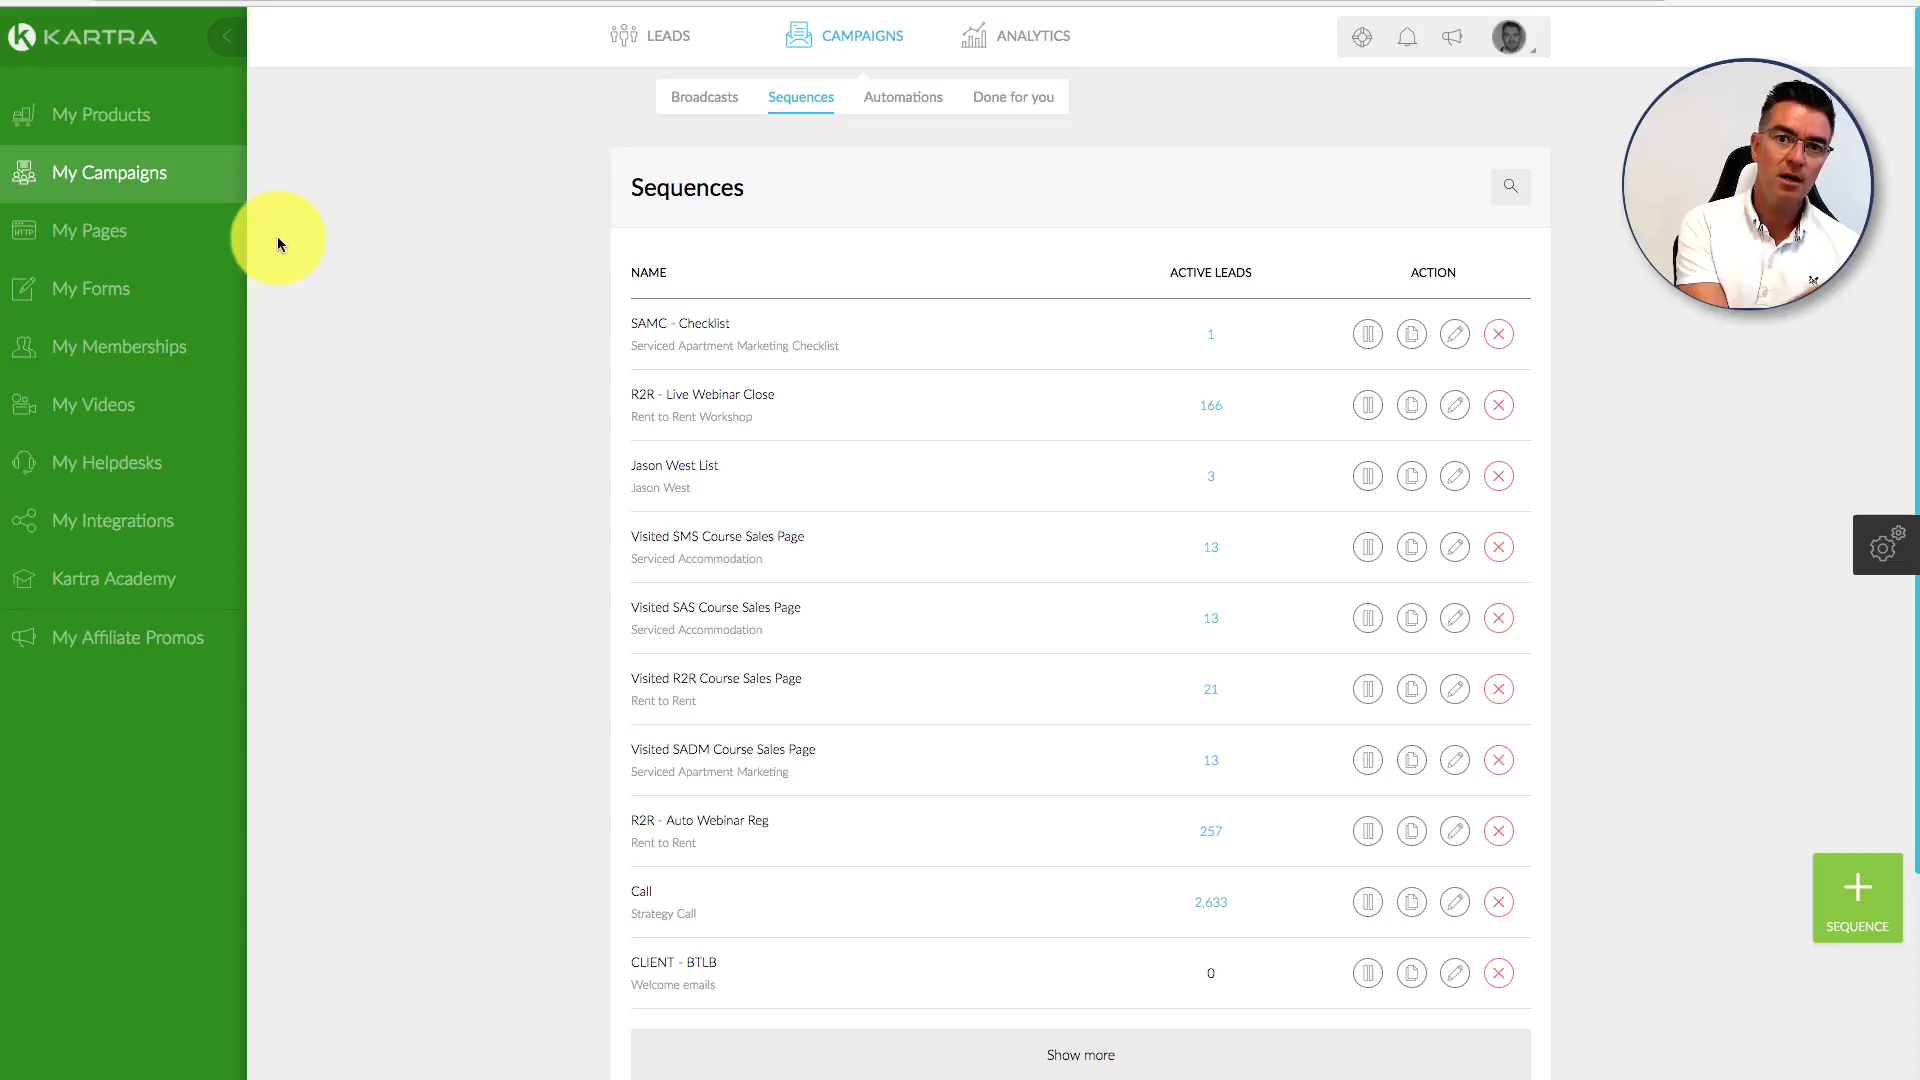 KARTRA
LEADS
CAMPAIGNS
ANALYTICS
Broadcasts
Sequences
Automations
Done for you
My Products
My Campaigns
HTTP
My Pages
My Forms
My Memberships
My Videos
My Helpdesks
My Integrations
Kartra Academy
My Affiliate Promos
Sequences
NAME ACTIVE LEADS ACTION
SAMC - Checklist
Serviced Apartment Marketing Checklist
1
R2R - Live Webinar Close
Rent to Rent Workshop
166
Jason West List
Jason West
3
Visited SMS Course Sales Page
Serviced Accommodation
13
Visited SAS Course Sales Page
Serviced Accommodation
13
Visited R2R Course Sales Page
Rent to Rent
21
Visited SADM Course Sales Page
Serviced Apartment Marketing
13
R2R - Auto Webinar Reg
Rent to Rent
257
Call
Strategy Call
2,633
CLIENT - BTLB
Welcome emails
0
Show more
SEQUENCE